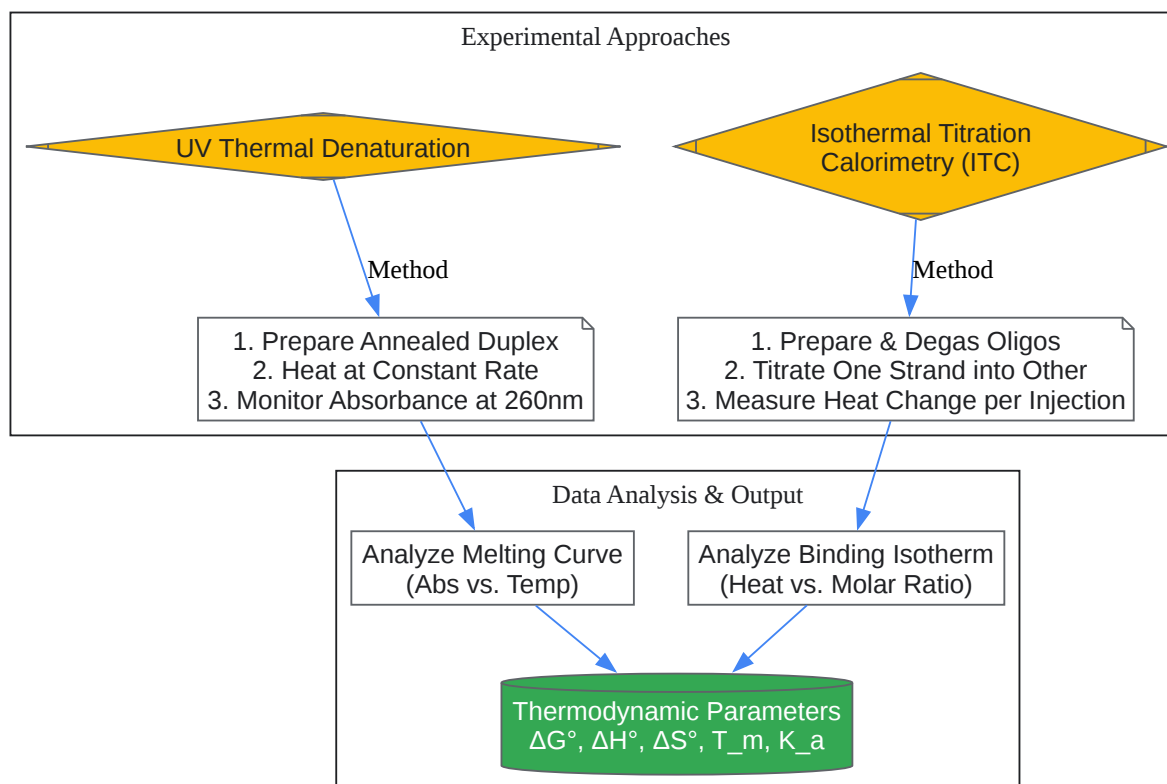 Experimental Approaches
UV Thermal Denaturation
Isothermal Titration
Calorimetry (ITC)
Method
Method
1. Prepare Annealed Duplex
2. Heat at Constant Rate
3. Monitor Absorbance at 260nm
1. Prepare & Degas Oligos
2. Titrate One Strand into Other
3. Measure Heat Change per Injection
Data Analysis & Output
Analyze Melting Curve
(Abs vs. Temp)
Analyze Binding Isotherm
(Heat vs. Molar Ratio)
Thermodynamic Parameters
ΔG°, ΔH°, ΔS°, T_m, K_a